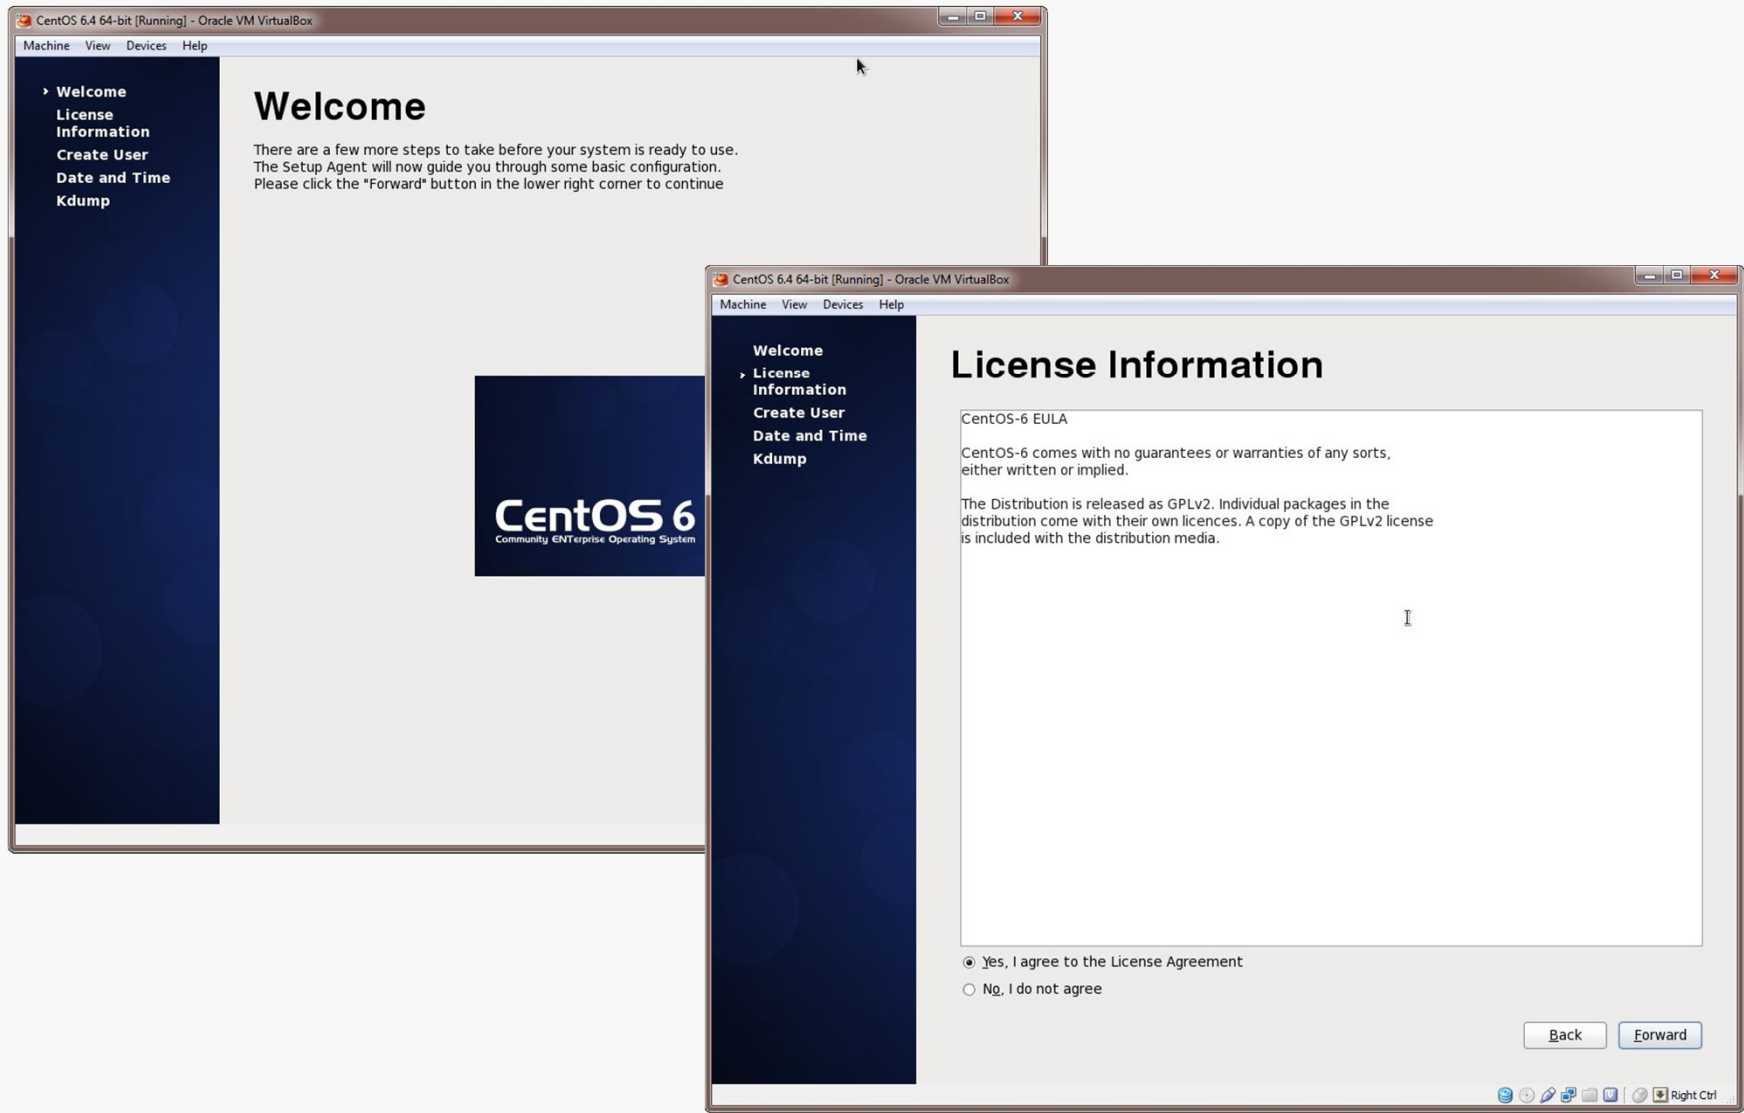 CentOS 6.4 64-bit [Running] - Oracle VM VirtualBox
Machine View Devices Help
Welcome
License
Information
Create User
Date and Time
Kdump
Welcome
There are a few more steps to take before your system is ready to use.
The Setup Agent will now guide you through some basic configuration.
Please click the "Forward" button in the lower right corner to continue
CentOS 6
Community ENTerprise Operating System
CentOS 6.4 64-bit [Running] - Oracle VM VirtualBox
Machine View Devices Help
Welcome
License
Information
Create User
Date and Time
Kdump
License Information
CentOS-6 EULA
CentOS-6 comes with no guarantees or warranties of any sorts,
either written or implied.
The Distribution is released as GPLv2. Individual packages in the
distribution come with their own licences. A copy of the GPLv2 license
is included with the distribution media.
Yes, I agree to the License Agreement
No, I do not agree
Back Forward
Right Ctrl